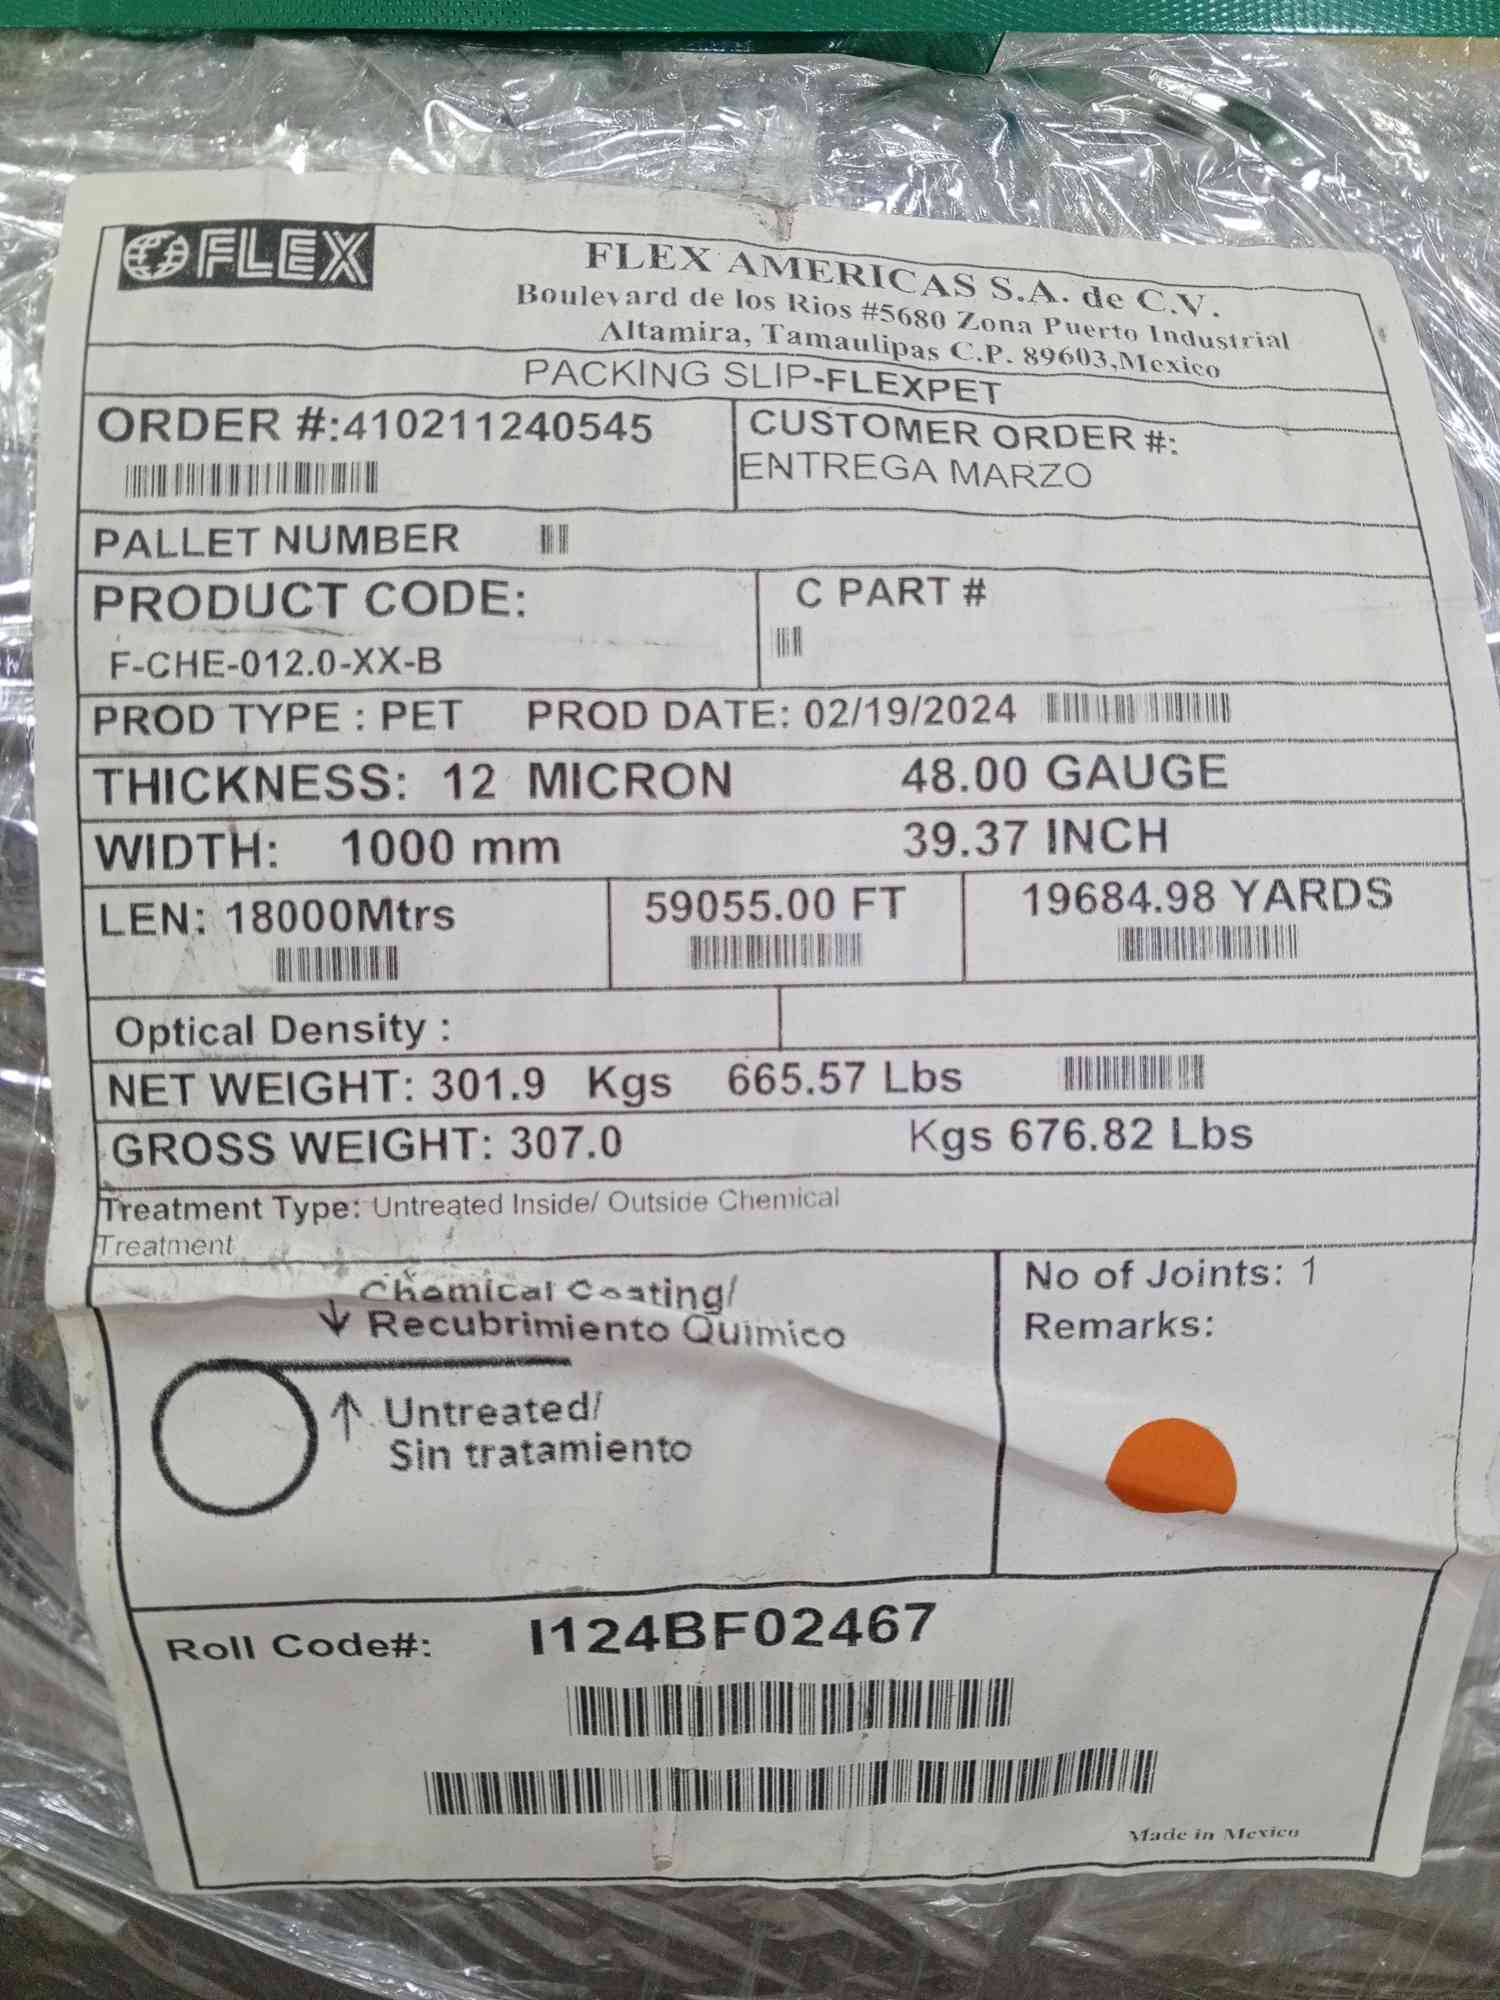 FLEX
FLEX AMERICAS S.A. de C.V.
Boulevard de los Rios #5680 Zona Puerto Industrial
Altamira, Tamaulipas C.P. 89603,Mexico
PACKING SLIP-FLEXPET
ORDER #:410211240545
CUSTOMER ORDER #:
ENTREGA MARZO
PALLET NUMBER
PRODUCT CODE:
F-CHE-012.0-XX-B
C PART #
PROD TYPE : PET PROD DATE: 02/19/2024
THICKNESS: 12 MICRON 48.00 GAUGE
WIDTH: 1000 mm 39.37 INCH
LEN: 18000Mtrs 59055.00 FT 19684.98 YARDS
Optical Density :
NET WEIGHT: 301.9 Kgs 665.57 Lbs
GROSS WEIGHT: 307.0 Kgs 676.82 Lbs
Treatment Type: Untreated Inside/ Outside Chemical
Treatment
Chemical Coating/
↓ Recubrimiento Químico
↑ Untreated/
Sin tratamiento
No of Joints: 1
Remarks:
Roll Code#: I124BF02467
Made in Mexico